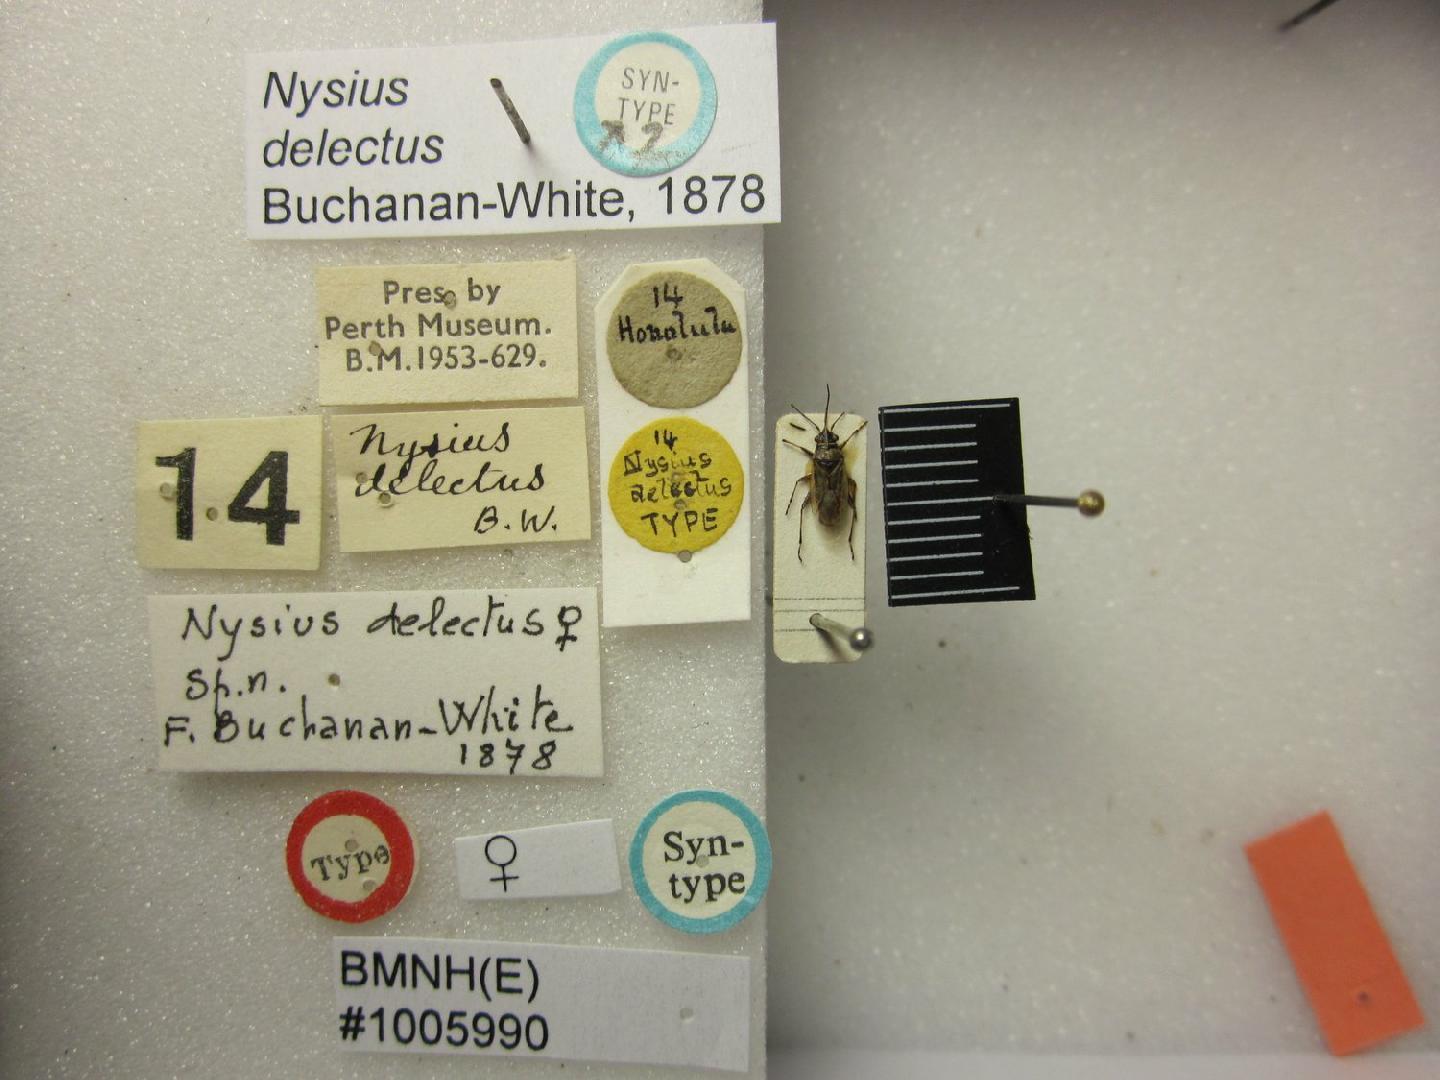 Nysius
delectus
Buchanan-White, 1878
SYN-
TYPE
Pres. by
Perth Museum.
B.M.1953-629.
14
Honolulu
14
Nysius
delectus
TYPE
14
Nysius
delectus
B.W.
Nysius delectus ♀
sp.n.
F. Buchanan-White
1878
Type
♀
Syn-
type
BMNH(E)
#1005990